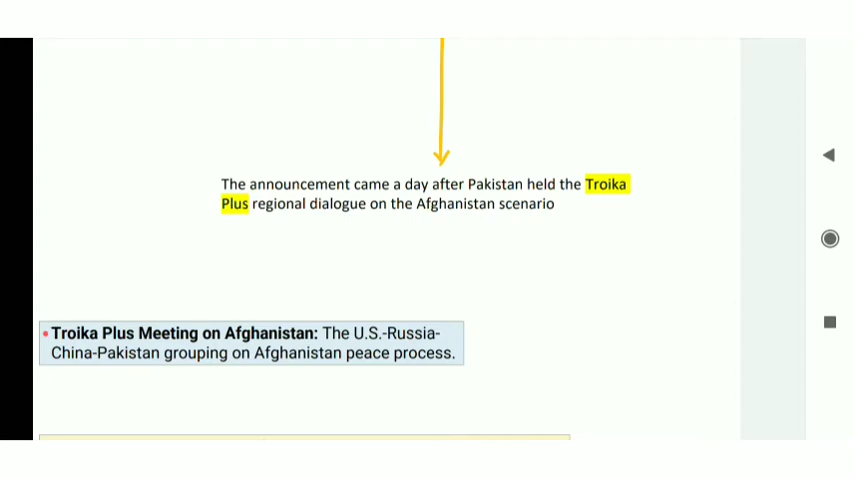 The announcement came a day after Pakistan held the Troika
Plus regional dialogue on the Afghanistan scenario
• Troika Plus Meeting on Afghanistan: The U.S.-Russia-
China-Pakistan grouping on Afghanistan peace process.